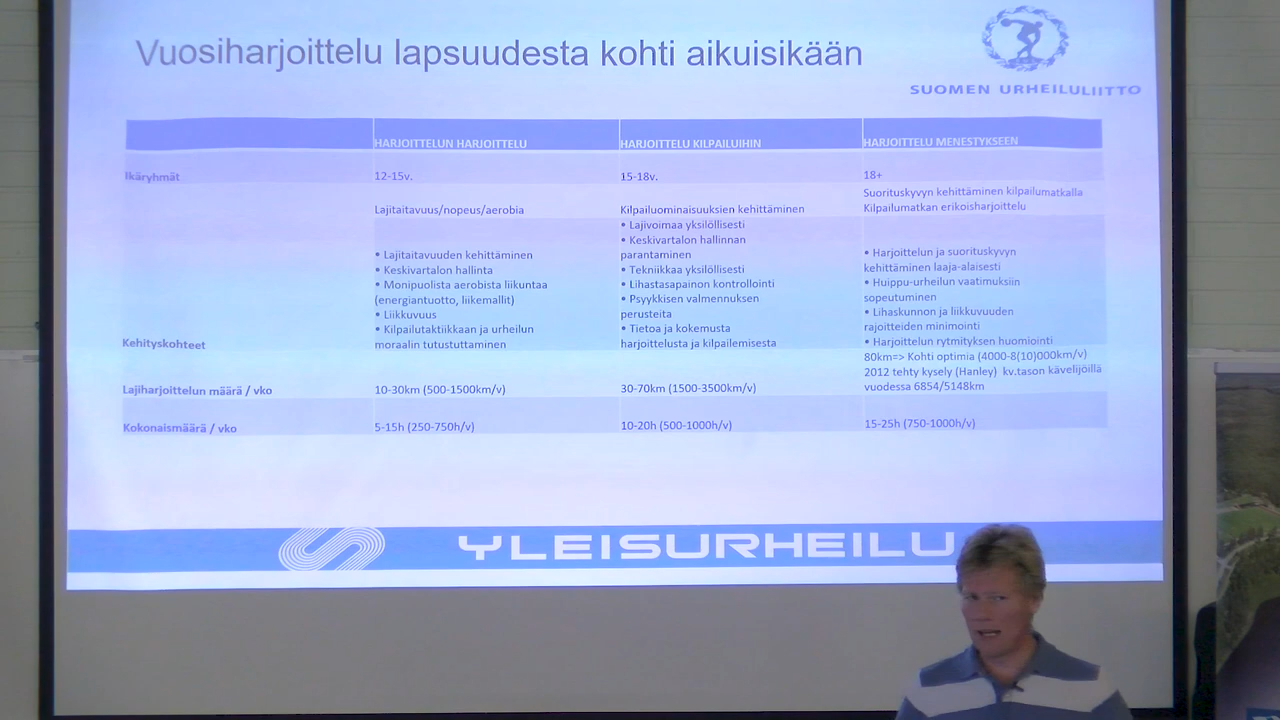 Vuosiharjoittelu lapsuudesta kohti aikuisikään
SUOMEN URHEILULIITTO
HARJOITTELUN HARJOITTELU
HARJOITTELU KILPAILUIHIN
HARJOITTELU MENESTYKSEEN
Ikäryhmät
12-15v.
15-18v.
18+
Lajitaitavuus/nopeus/aerobia
Kilpailuominaisuuksien kehittäminen
Suorituskyvyn kehittäminen kilpailumatkalla
Kilpailumatkan erikoisharjoittelu
Kehityskohteet
• Lajitaitavuuden kehittäminen
• Keskivartalon hallinta
• Monipuolista aerobista liikuntaa
(energiantuotto, liikemallit)
• Liikkuvuus
• Kilpailutaktiikkaan ja urheilun
moraalin tutustuttaminen
• Lajivoimaa yksilöllisesti
• Keskivartalon hallinnan
parantaminen
• Tekniikkaa yksilöllisesti
• Lihastasapainon kontrollointi
• Psyykkisen valmennuksen
perusteita
• Tietoa ja kokemusta
harjoittelusta ja kilpailemisesta
• Harjoittelun ja suorituskyvyn
kehittäminen laaja-alaisesti
• Huippu-urheilun vaatimuksiin
sopeutuminen
• Lihaskunnon ja liikkuvuuden
rajoitteiden minimointi
• Harjoittelun rytmityksen huomiointi
Lajiharjoittelun määrä / vko
10-30km (500-1500km/v)
30-70km (1500-3500km/v)
80km=> Kohti optimia (4000-8(10)000km/v)
2012 tehty kysely (Hanley) kv.tason kävelijöillä
vuodessa 6854/5148km
Kokonaismäärä / vko
5-15h (250-750h/v)
10-20h (500-1000h/v)
15-25h (750-1000h/v)
YLEISURHEILU